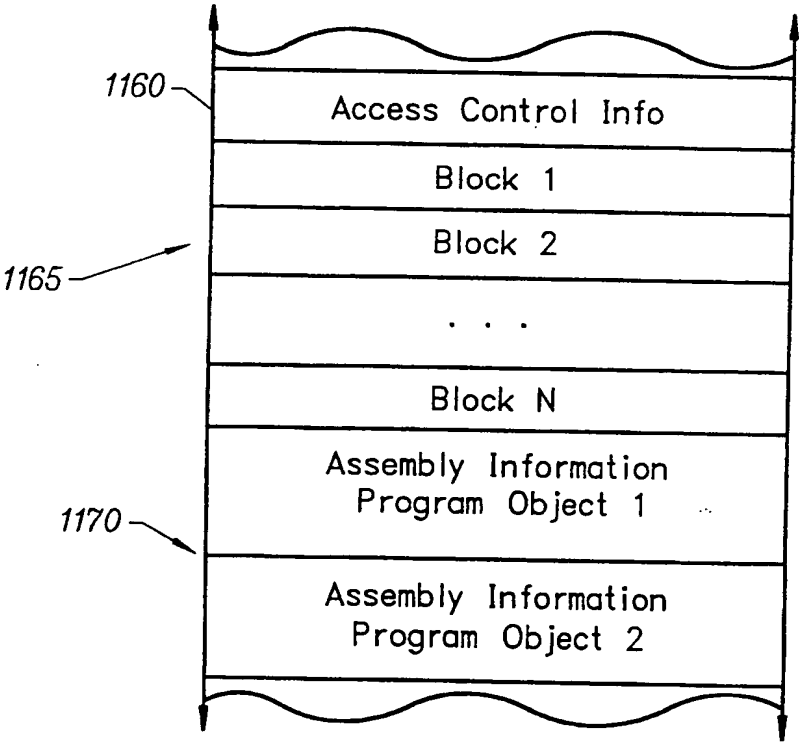 1160
Access Control Info
Block 1
Block 2
1165
. . .
Block N
Assembly Information
Program Object 1
1170
Assembly Information
Program Object 2